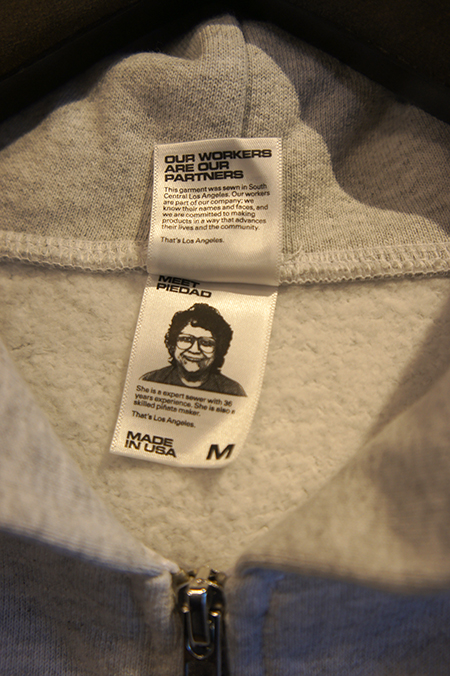 OUR WORKERS
ARE OUR
PARTNERS
This garment was sewn in South
Central Los Angeles. Our workers
are part of our company; we
know their names and faces, and
we are committed to making
products in a way that advances
their lives and the community.
That's Los Angeles.
MEET
PIEDAD
She is a expert sewer with 36
years experience. She is also a
skilled piñata maker.
That's Los Angeles.
MADE
IN USA
M